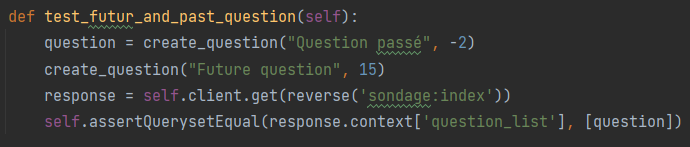 def test_futur_and_past_question(self):
    question = create_question("Question passé", -2)
    create_question("Future question", 15)
    response = self.client.get(reverse('sondage:index'))
    self.assertQuerysetEqual(response.context['question_list'], [question])